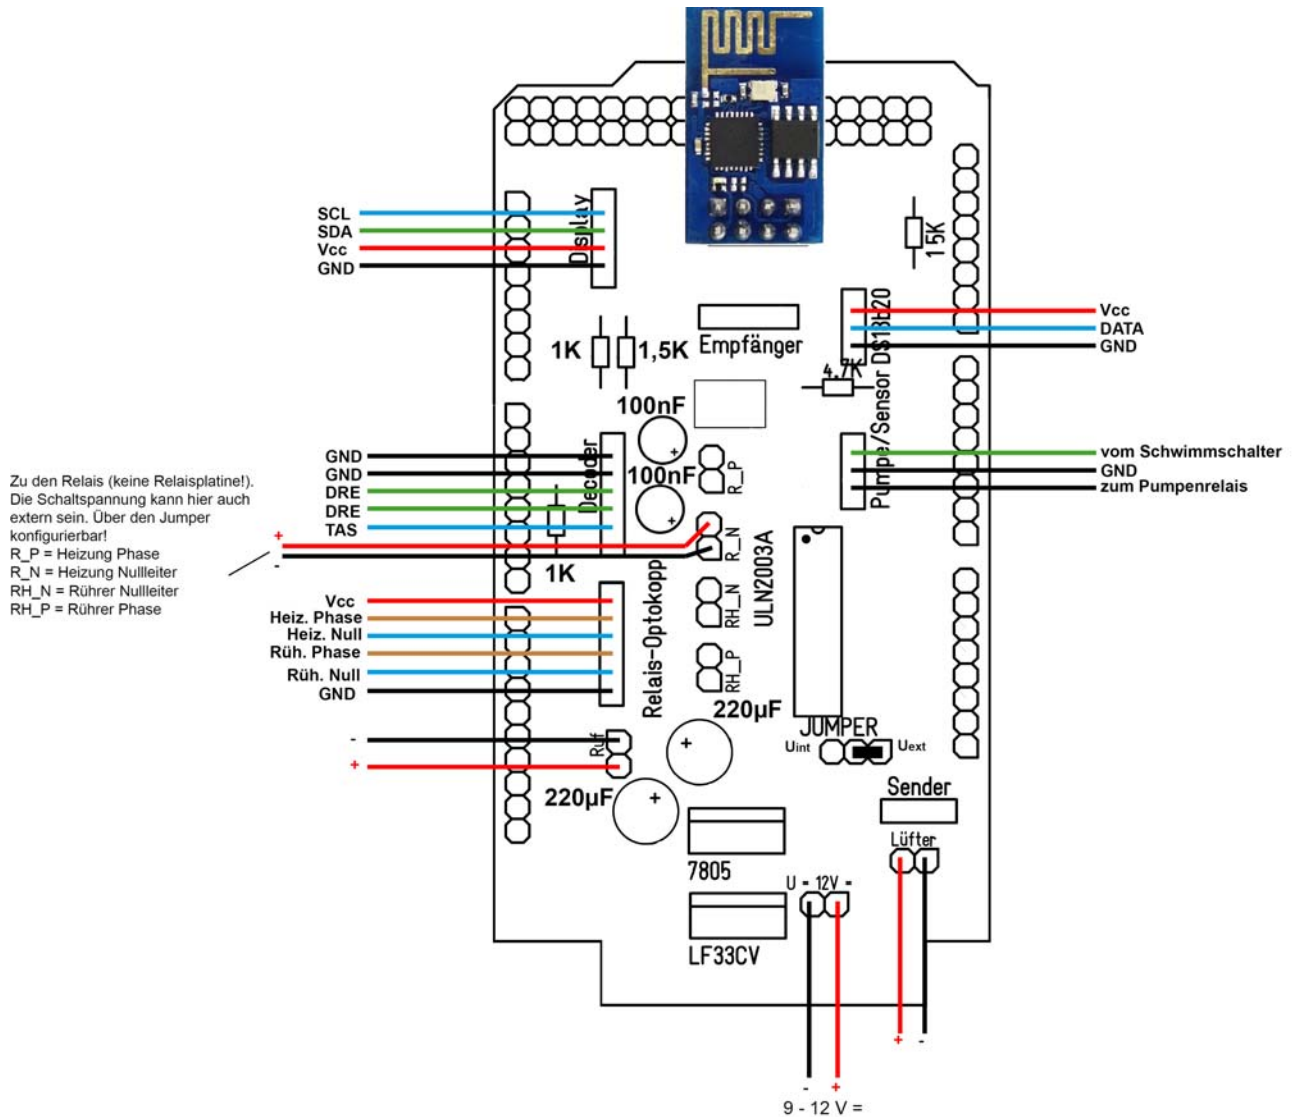 SCL
SDA
Vcc
GND
Display
15K
Empfänger
1K
1,5K
Vcc
DATA
GND
4.7K
Pumpe/Sensor DS18b20
100nF
100nF
GND
GND
DRE
DRE
TAS
Decoder
1K
R_P
R_N
RH_N
RH_P
ULN2003A
vom Schwimmschalter
GND
zum Pumpenrelais
Zu den Relais (keine Relaisplatine!).
Die Schaltspannung kann hier auch
extern sein. Über den Jumper
konfigurierbar!
R_P = Heizung Phase
R_N = Heizung Nullleiter
RH_N = Rührer Nullleiter
RH_P = Rührer Phase
+
-
Vcc
Heiz. Phase
Heiz. Null
Rüh. Phase
Rüh. Null
GND
Relais-Optokopp
-
+
Ruf
220µF
+
220µF
+
JUMPER
Uint
Uext
Sender
Lüfter
7805
U = 12V =
LF33CV
+
-
-
+
9 - 12 V =